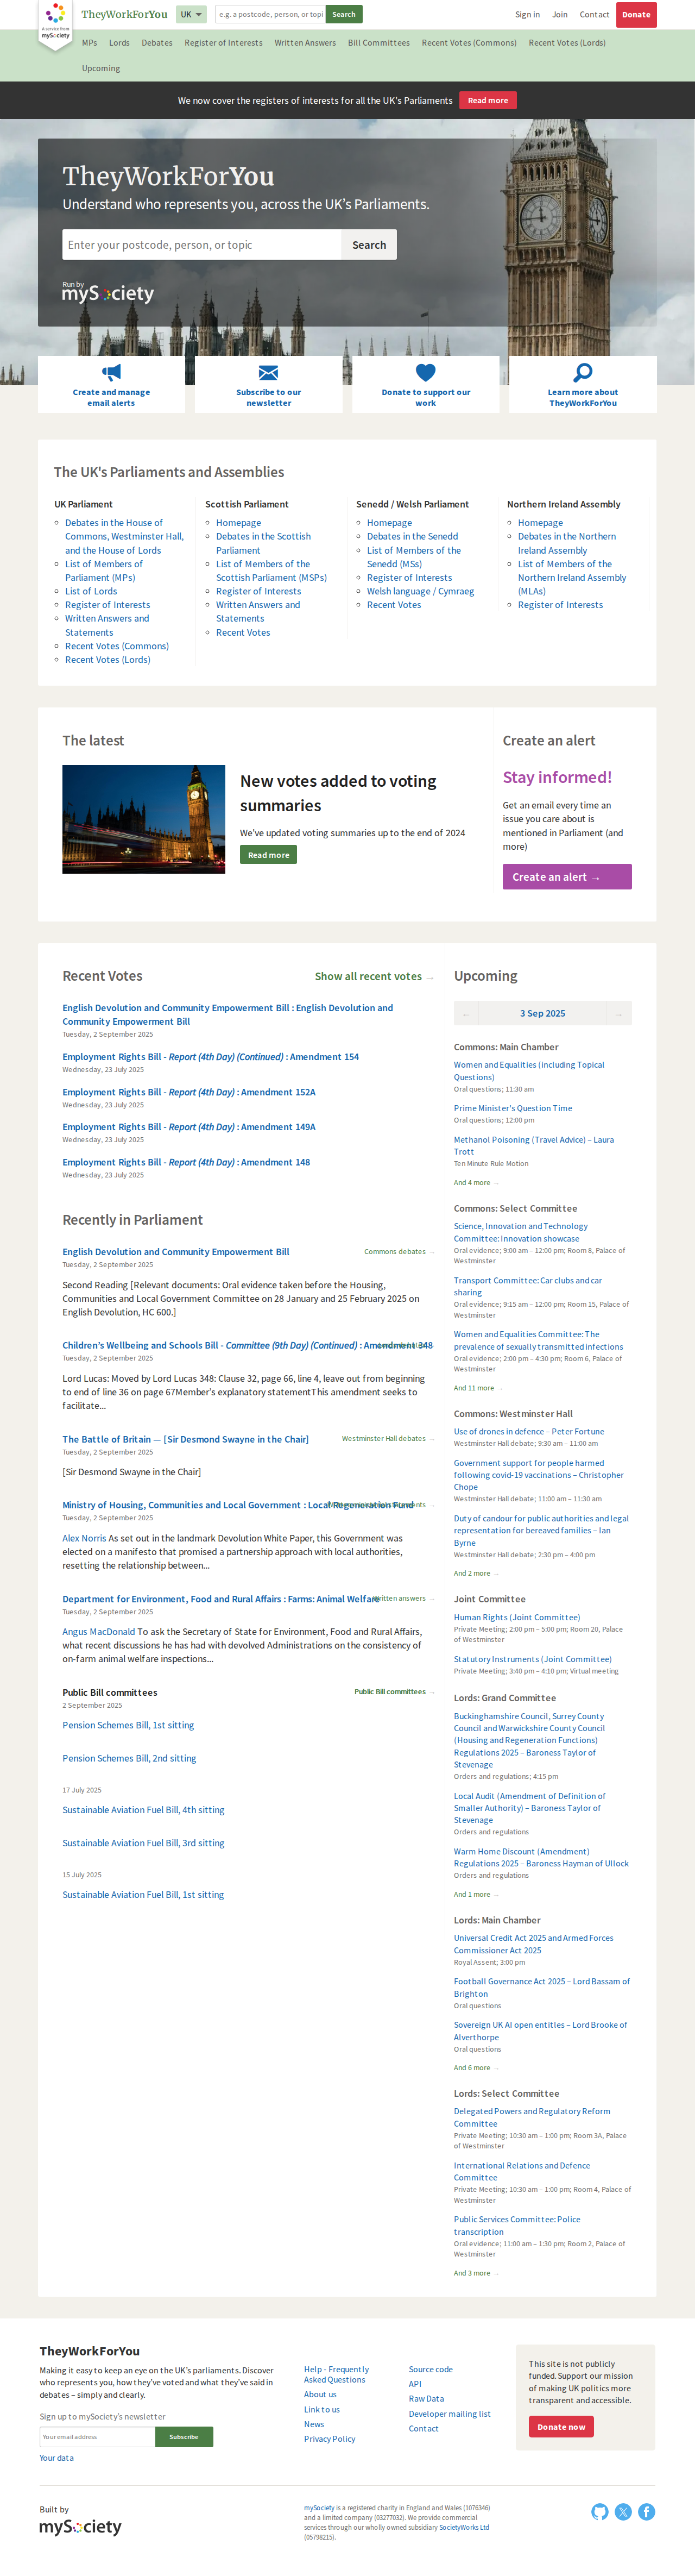 A service from
mySociety
TheyWorkForYou
UK
e.g. a postcode, person, or topi
Search
Sign in
Join
Contact
Donate
MPs
Lords
Debates
Register of Interests
Written Answers
Bill Committees
Recent Votes (Commons)
Recent Votes (Lords)
Upcoming
We now cover the registers of interests for all the UK's Parliaments
Read more
TheyWorkForYou
Understand who represents you, across the UK’s Parliaments.
Enter your postcode, person, or topic
Search
Run by
mySociety
Create and manage
email alerts
Subscribe to our
newsletter
Donate to support our
work
Learn more about
TheyWorkForYou
The UK's Parliaments and Assemblies
UK Parliament
Debates in the House of
Commons, Westminster Hall,
and the House of Lords
List of Members of
Parliament (MPs)
List of Lords
Register of Interests
Written Answers and
Statements
Recent Votes (Commons)
Recent Votes (Lords)
Scottish Parliament
Homepage
Debates in the Scottish
Parliament
List of Members of the
Scottish Parliament (MSPs)
Register of Interests
Written Answers and
Statements
Recent Votes
Senedd / Welsh Parliament
Homepage
Debates in the Senedd
List of Members of the
Senedd (MSs)
Register of Interests
Welsh language / Cymraeg
Recent Votes
Northern Ireland Assembly
Homepage
Debates in the Northern
Ireland Assembly
List of Members of the
Northern Ireland Assembly
(MLAs)
Register of Interests
The latest
New votes added to voting
summaries
We've updated voting summaries up to the end of 2024
Read more
Create an alert
Stay informed!
Get an email every time an
issue you care about is
mentioned in Parliament (and
more)
Create an alert →
Recent Votes
Show all recent votes →
English Devolution and Community Empowerment Bill : English Devolution and
Community Empowerment Bill
Tuesday, 2 September 2025
Employment Rights Bill - Report (4th Day) (Continued) : Amendment 154
Wednesday, 23 July 2025
Employment Rights Bill - Report (4th Day) : Amendment 152A
Wednesday, 23 July 2025
Employment Rights Bill - Report (4th Day) : Amendment 149A
Wednesday, 23 July 2025
Employment Rights Bill - Report (4th Day) : Amendment 148
Wednesday, 23 July 2025
Recently in Parliament
English Devolution and Community Empowerment Bill
Commons debates →
Tuesday, 2 September 2025
Second Reading [Relevant documents: Oral evidence taken before the Housing,
Communities and Local Government Committee on 28 January and 25 February 2025 on
English Devolution, HC 600.]
Children’s Wellbeing and Schools Bill - Committee (9th Day) (Continued) : Amendment 348
Tuesday, 2 September 2025
Lord Lucas: Moved by Lord Lucas 348: Clause 32, page 66, line 4, leave out from beginning
to end of line 36 on page 67Member’s explanatory statementThis amendment seeks to
facilitate...
The Battle of Britain — [Sir Desmond Swayne in the Chair]
Westminster Hall debates →
Tuesday, 2 September 2025
[Sir Desmond Swayne in the Chair]
Ministry of Housing, Communities and Local Government : Local Regeneration Fund
Tuesday, 2 September 2025
Alex Norris As set out in the landmark Devolution White Paper, this Government was
elected on a manifesto that promised a partnership approach with local authorities,
resetting the relationship between...
Department for Environment, Food and Rural Affairs : Farms: Animal Welfare
Written answers →
Tuesday, 2 September 2025
Angus MacDonald To ask the Secretary of State for Environment, Food and Rural Affairs,
what recent discussions he has had with devolved Administrations on the consistency of
on-farm animal welfare inspections...
Public Bill committees
Public Bill committees →
2 September 2025
Pension Schemes Bill, 1st sitting
Pension Schemes Bill, 2nd sitting
17 July 2025
Sustainable Aviation Fuel Bill, 4th sitting
Sustainable Aviation Fuel Bill, 3rd sitting
15 July 2025
Sustainable Aviation Fuel Bill, 1st sitting
Upcoming
← 3 Sep 2025 →
Commons: Main Chamber
Women and Equalities (including Topical
Questions)
Oral questions; 11:30 am
Prime Minister's Question Time
Oral questions; 12:00 pm
Methanol Poisoning (Travel Advice) – Laura
Trott
Ten Minute Rule Motion
And 4 more →
Commons: Select Committee
Science, Innovation and Technology
Committee: Innovation showcase
Oral evidence; 9:00 am – 12:00 pm; Room 8, Palace of
Westminster
Transport Committee: Car clubs and car
sharing
Oral evidence; 9:15 am – 12:00 pm; Room 15, Palace of
Westminster
Women and Equalities Committee: The
prevalence of sexually transmitted infections
Oral evidence; 2:00 pm – 4:30 pm; Room 6, Palace of
Westminster
And 11 more →
Commons: Westminster Hall
Use of drones in defence – Peter Fortune
Westminster Hall debate; 9:30 am – 11:00 am
Government support for people harmed
following covid-19 vaccinations – Christopher
Chope
Westminster Hall debate; 11:00 am – 11:30 am
Duty of candour for public authorities and legal
representation for bereaved families – Ian
Byrne
Westminster Hall debate; 2:30 pm – 4:00 pm
And 2 more →
Joint Committee
Human Rights (Joint Committee)
Private Meeting; 2:00 pm – 5:00 pm; Room 20, Palace
of Westminster
Statutory Instruments (Joint Committee)
Private Meeting; 3:40 pm – 4:10 pm; Virtual meeting
Lords: Grand Committee
Buckinghamshire Council, Surrey County
Council and Warwickshire County Council
(Housing and Regeneration Functions)
Regulations 2025 – Baroness Taylor of
Stevenage
Orders and regulations; 4:15 pm
Local Audit (Amendment of Definition of
Smaller Authority) – Baroness Taylor of
Stevenage
Orders and regulations
Warm Home Discount (Amendment)
Regulations 2025 – Baroness Hayman of Ullock
Orders and regulations
And 1 more →
Lords: Main Chamber
Universal Credit Act 2025 and Armed Forces
Commissioner Act 2025
Royal Assent; 3:00 pm
Football Governance Act 2025 – Lord Bassam of
Brighton
Oral questions
Sovereign UK AI open entitles – Lord Brooke of
Alverthorpe
Oral questions
And 6 more →
Lords: Select Committee
Delegated Powers and Regulatory Reform
Committee
Private Meeting; 10:30 am – 1:00 pm; Room 3A, Palace
of Westminster
International Relations and Defence
Committee
Private Meeting; 10:30 am – 1:00 pm; Room 4, Palace of
Westminster
Public Services Committee: Police
transcription
Oral evidence; 11:00 am – 1:30 pm; Room 2, Palace of
Westminster
And 3 more →
TheyWorkForYou
Making it easy to keep an eye on the UK’s parliaments. Discover
who represents you, how they’ve voted and what they’ve said in
debates – simply and clearly.
Sign up to mySociety’s newsletter
Your email address
Subscribe
Your data
Help - Frequently
Asked Questions
About us
Link to us
News
Privacy Policy
Source code
API
Raw Data
Developer mailing list
Contact
This site is not publicly
funded. Support our mission
of making UK politics more
transparent and accessible.
Donate now
Built by
mySociety
mySociety is a registered charity in England and Wales (1076346)
and a limited company (03277032). We provide commercial
services through our wholly owned subsidiary SocietyWorks Ltd
(05798215).